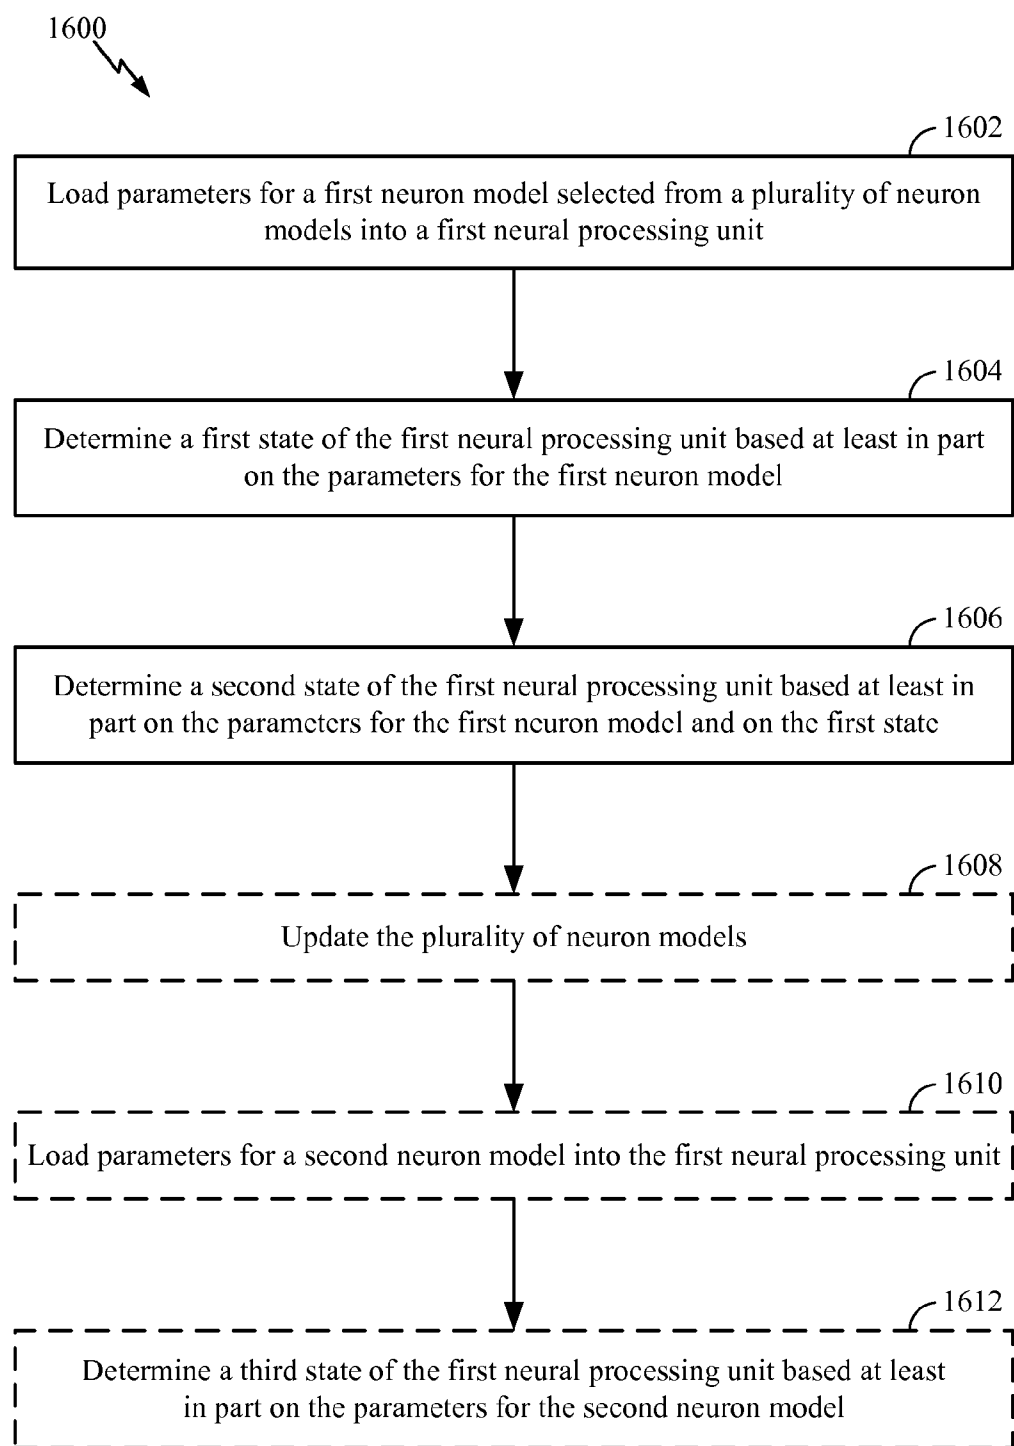 1600
1602
Load parameters for a first neuron model selected from a plurality of neuron
models into a first neural processing unit
1604
Determine a first state of the first neural processing unit based at least in part
on the parameters for the first neuron model
1606
Determine a second state of the first neural processing unit based at least in
part on the parameters for the first neuron model and on the first state
1608
Update the plurality of neuron models
1610
Load parameters for a second neuron model into the first neural processing unit
1612
Determine a third state of the first neural processing unit based at least
in part on the parameters for the second neuron model